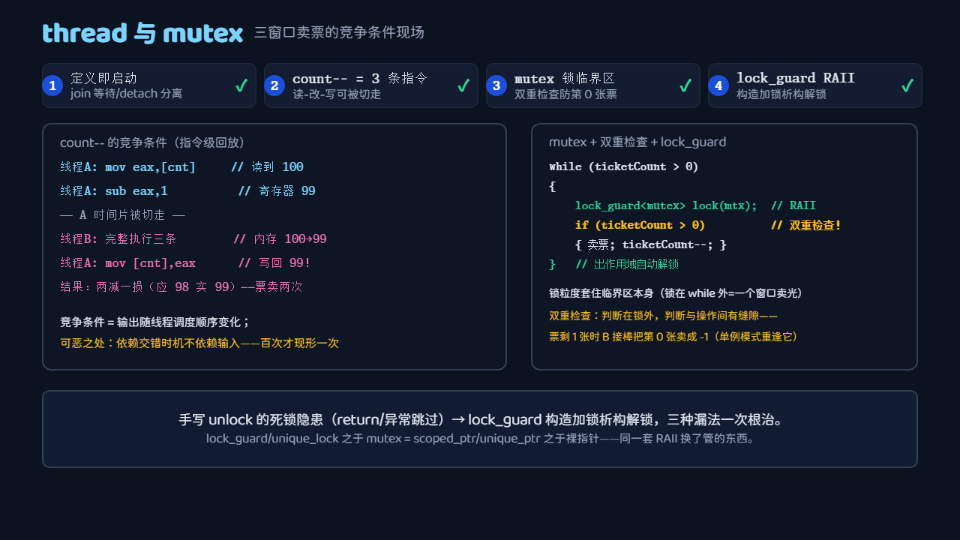 thread 与 mutex 三窗口卖票的竞争条件现场
1 定义即启动 ✓
join 等待/detach 分离
2 count-- = 3 条指令 ✓
读-改-写可被切走
3 mutex 锁临界区 ✓
双重检查防第 0 张票
4 lock_guard RAII ✓
构造加锁析构解锁
count-- 的竞争条件（指令级回放）
线程A: mov eax,[cnt] // 读到 100
线程A: sub eax,1 // 寄存器 99
—— A 时间片被切走 ——
线程B: 完整执行三条 // 内存 100→99
线程A: mov [cnt],eax // 写回 99!
结果：两减一损（应 98 实 99）——票卖两次
竞争条件 = 输出随线程调度顺序变化；
可恶之处：依赖交错时机不依赖输入——百次才现形一次
mutex + 双重检查 + lock_guard
while (ticketCount > 0)
{
lock_guard<mutex> lock(mtx); // RAII
if (ticketCount > 0) // 双重检查!
{ 卖票; ticketCount--; }
} // 出作用域自动解锁
锁粒度套住临界区本身（锁在 while 外=一个窗口卖光）
双重检查：判断在锁外，判断与操作间有缝隙——
票剩 1 张时 B 接棒把第 0 张卖成 -1（单例模式重逢它）
手写 unlock 的死锁隐患（return/异常跳过）→ lock_guard 构造加锁析构解锁，三种漏法一次根治。
lock_guard/unique_lock 之于 mutex = scoped_ptr/unique_ptr 之于裸指针——同一套 RAII 换了管的东西。